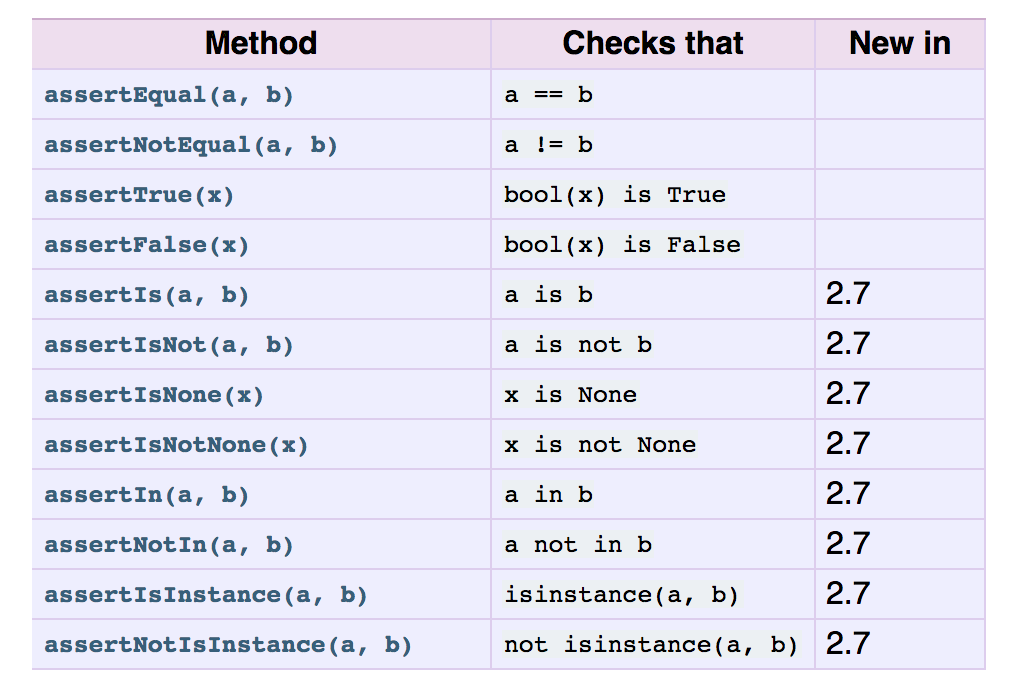 Method Checks that New in
assertEqual(a, b) a == b
assertNotEqual(a, b) a != b
assertTrue(x) bool(x) is True
assertFalse(x) bool(x) is False
assertIs(a, b) a is b 2.7
assertIsNot(a, b) a is not b 2.7
assertIsNone(x) x is None 2.7
assertIsNotNone(x) x is not None 2.7
assertIn(a, b) a in b 2.7
assertNotIn(a, b) a not in b 2.7
assertIsInstance(a, b) isinstance(a, b) 2.7
assertNotIsInstance(a, b) not isinstance(a, b) 2.7